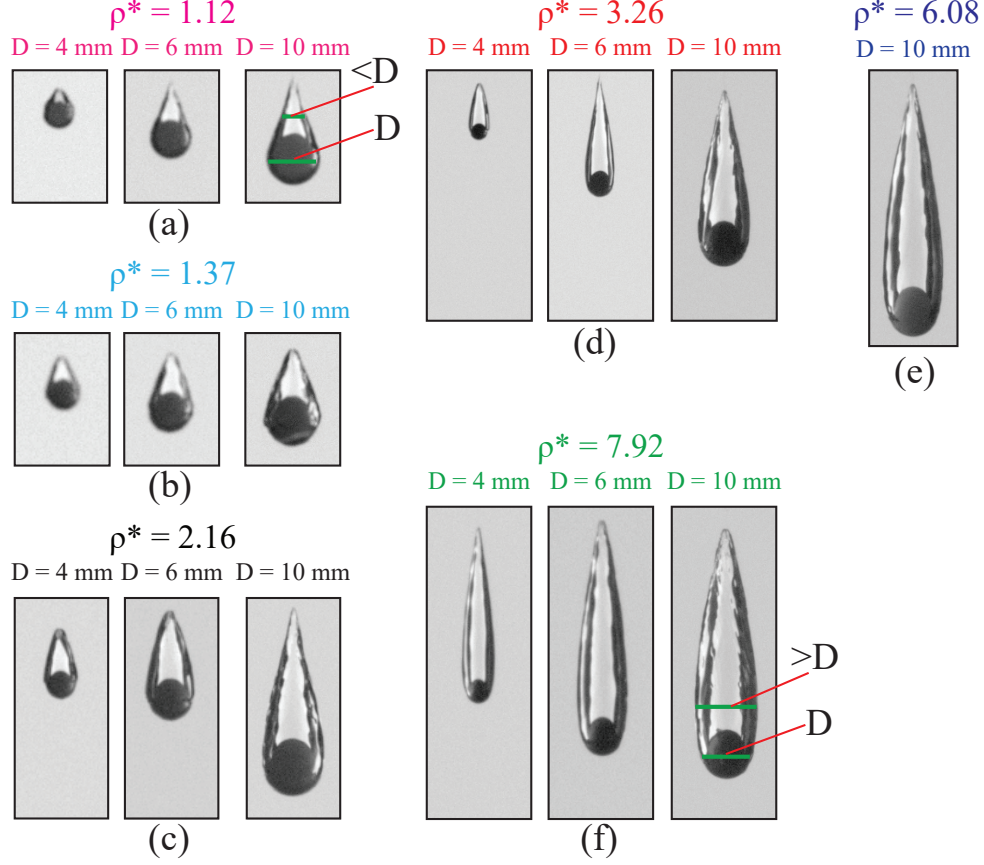 ρ* = 1.12
D = 4 mm D = 6 mm D = 10 mm
<D
D
(a)
ρ* = 1.37
D = 4 mm D = 6 mm D = 10 mm
(b)
ρ* = 2.16
D = 4 mm D = 6 mm D = 10 mm
(c)
ρ* = 3.26
D = 4 mm D = 6 mm D = 10 mm
(d)
ρ* = 6.08
D = 10 mm
(e)
ρ* = 7.92
D = 4 mm D = 6 mm D = 10 mm
>D
D
(f)